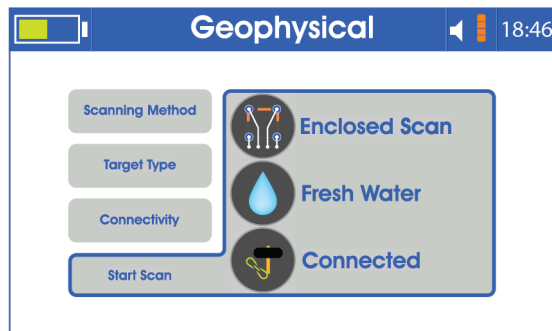 Geophysical
18:46
Scanning Method
Target Type
Connectivity
Start Scan
Enclosed Scan
Fresh Water
Connected